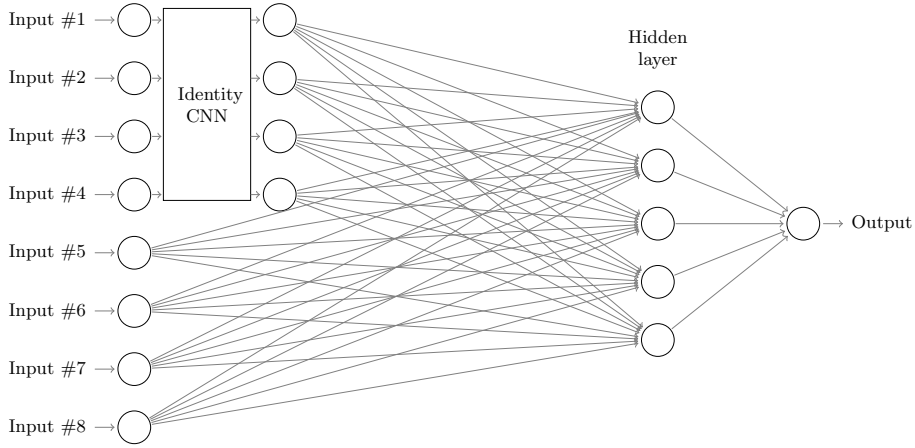 Input #1
Input #2
Input #3
Input #4
Input #5
Input #6
Input #7
Input #8
Identity
CNN
Hidden
layer
Output